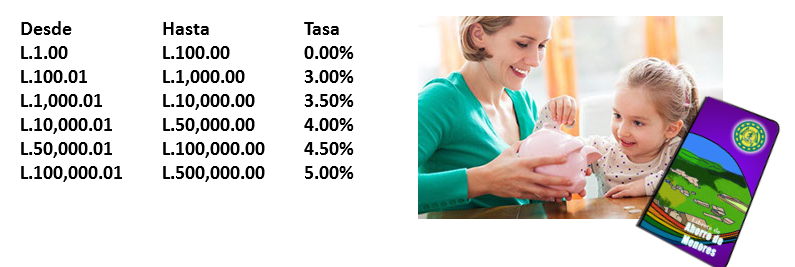 Desde Hasta Tasa
L.1.00 L.100.00 0.00%
L.100.01 L.1,000.00 3.00%
L.1,000.01 L.10,000.00 3.50%
L.10,000.01 L.50,000.00 4.00%
L.50,000.01 L.100,000.00 4.50%
L.100,000.01 L.500,000.00 5.00%
Libreta de
Ahorro de
Menores